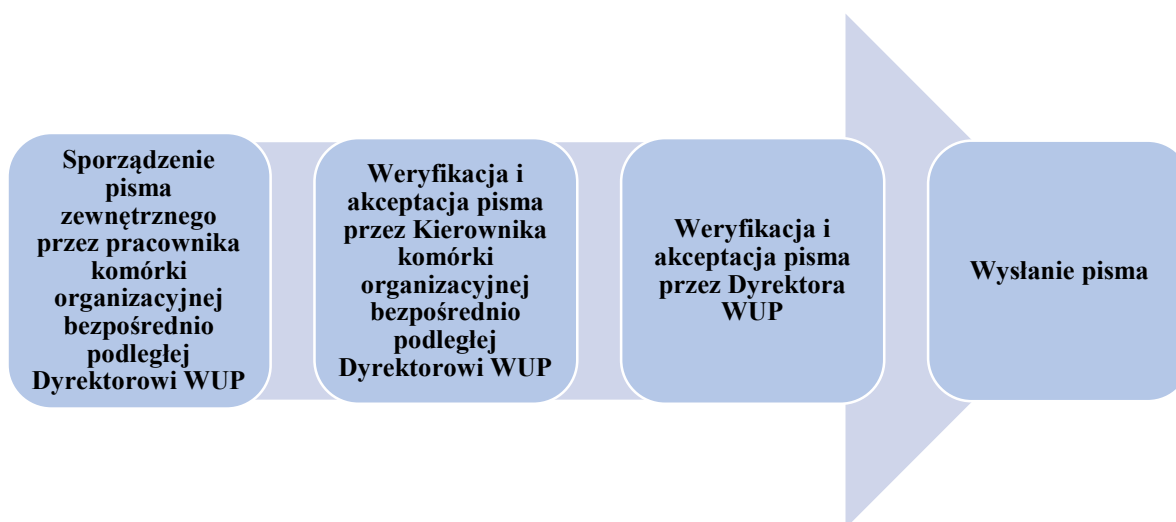 Sporządzenie
pisma
zewnętrznego
przez pracownika
komórki
organizacyjnej
bezpośrednio
podległej
Dyrektorowi WUP
Weryfikacja i
akceptacja pisma
przez Kierownika
komórki
organizacyjnej
bezpośrednio
podległej
Dyrektorowi WUP
Weryfikacja i
akceptacja pisma
przez Dyrektora
WUP
Wysłanie pisma